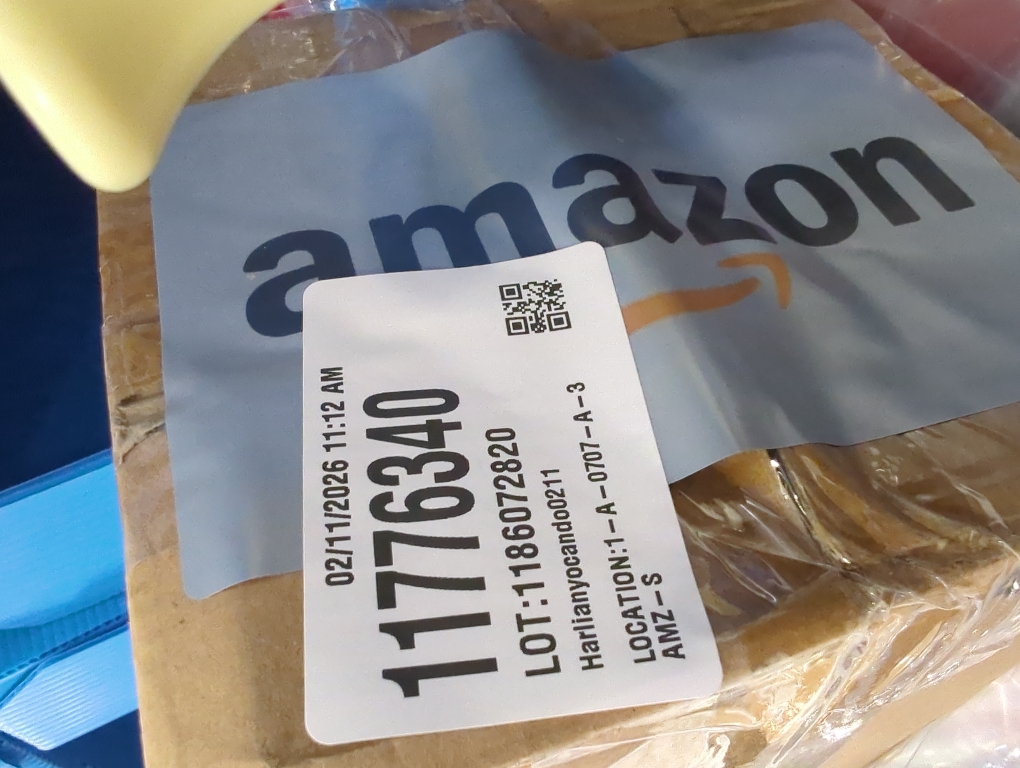 amazon
02/11/2026 11:12 AM
11776340
LOT:1186072820
Harlianyocando0211
LOCATION:1-A-0707-A-3
AMZ-S